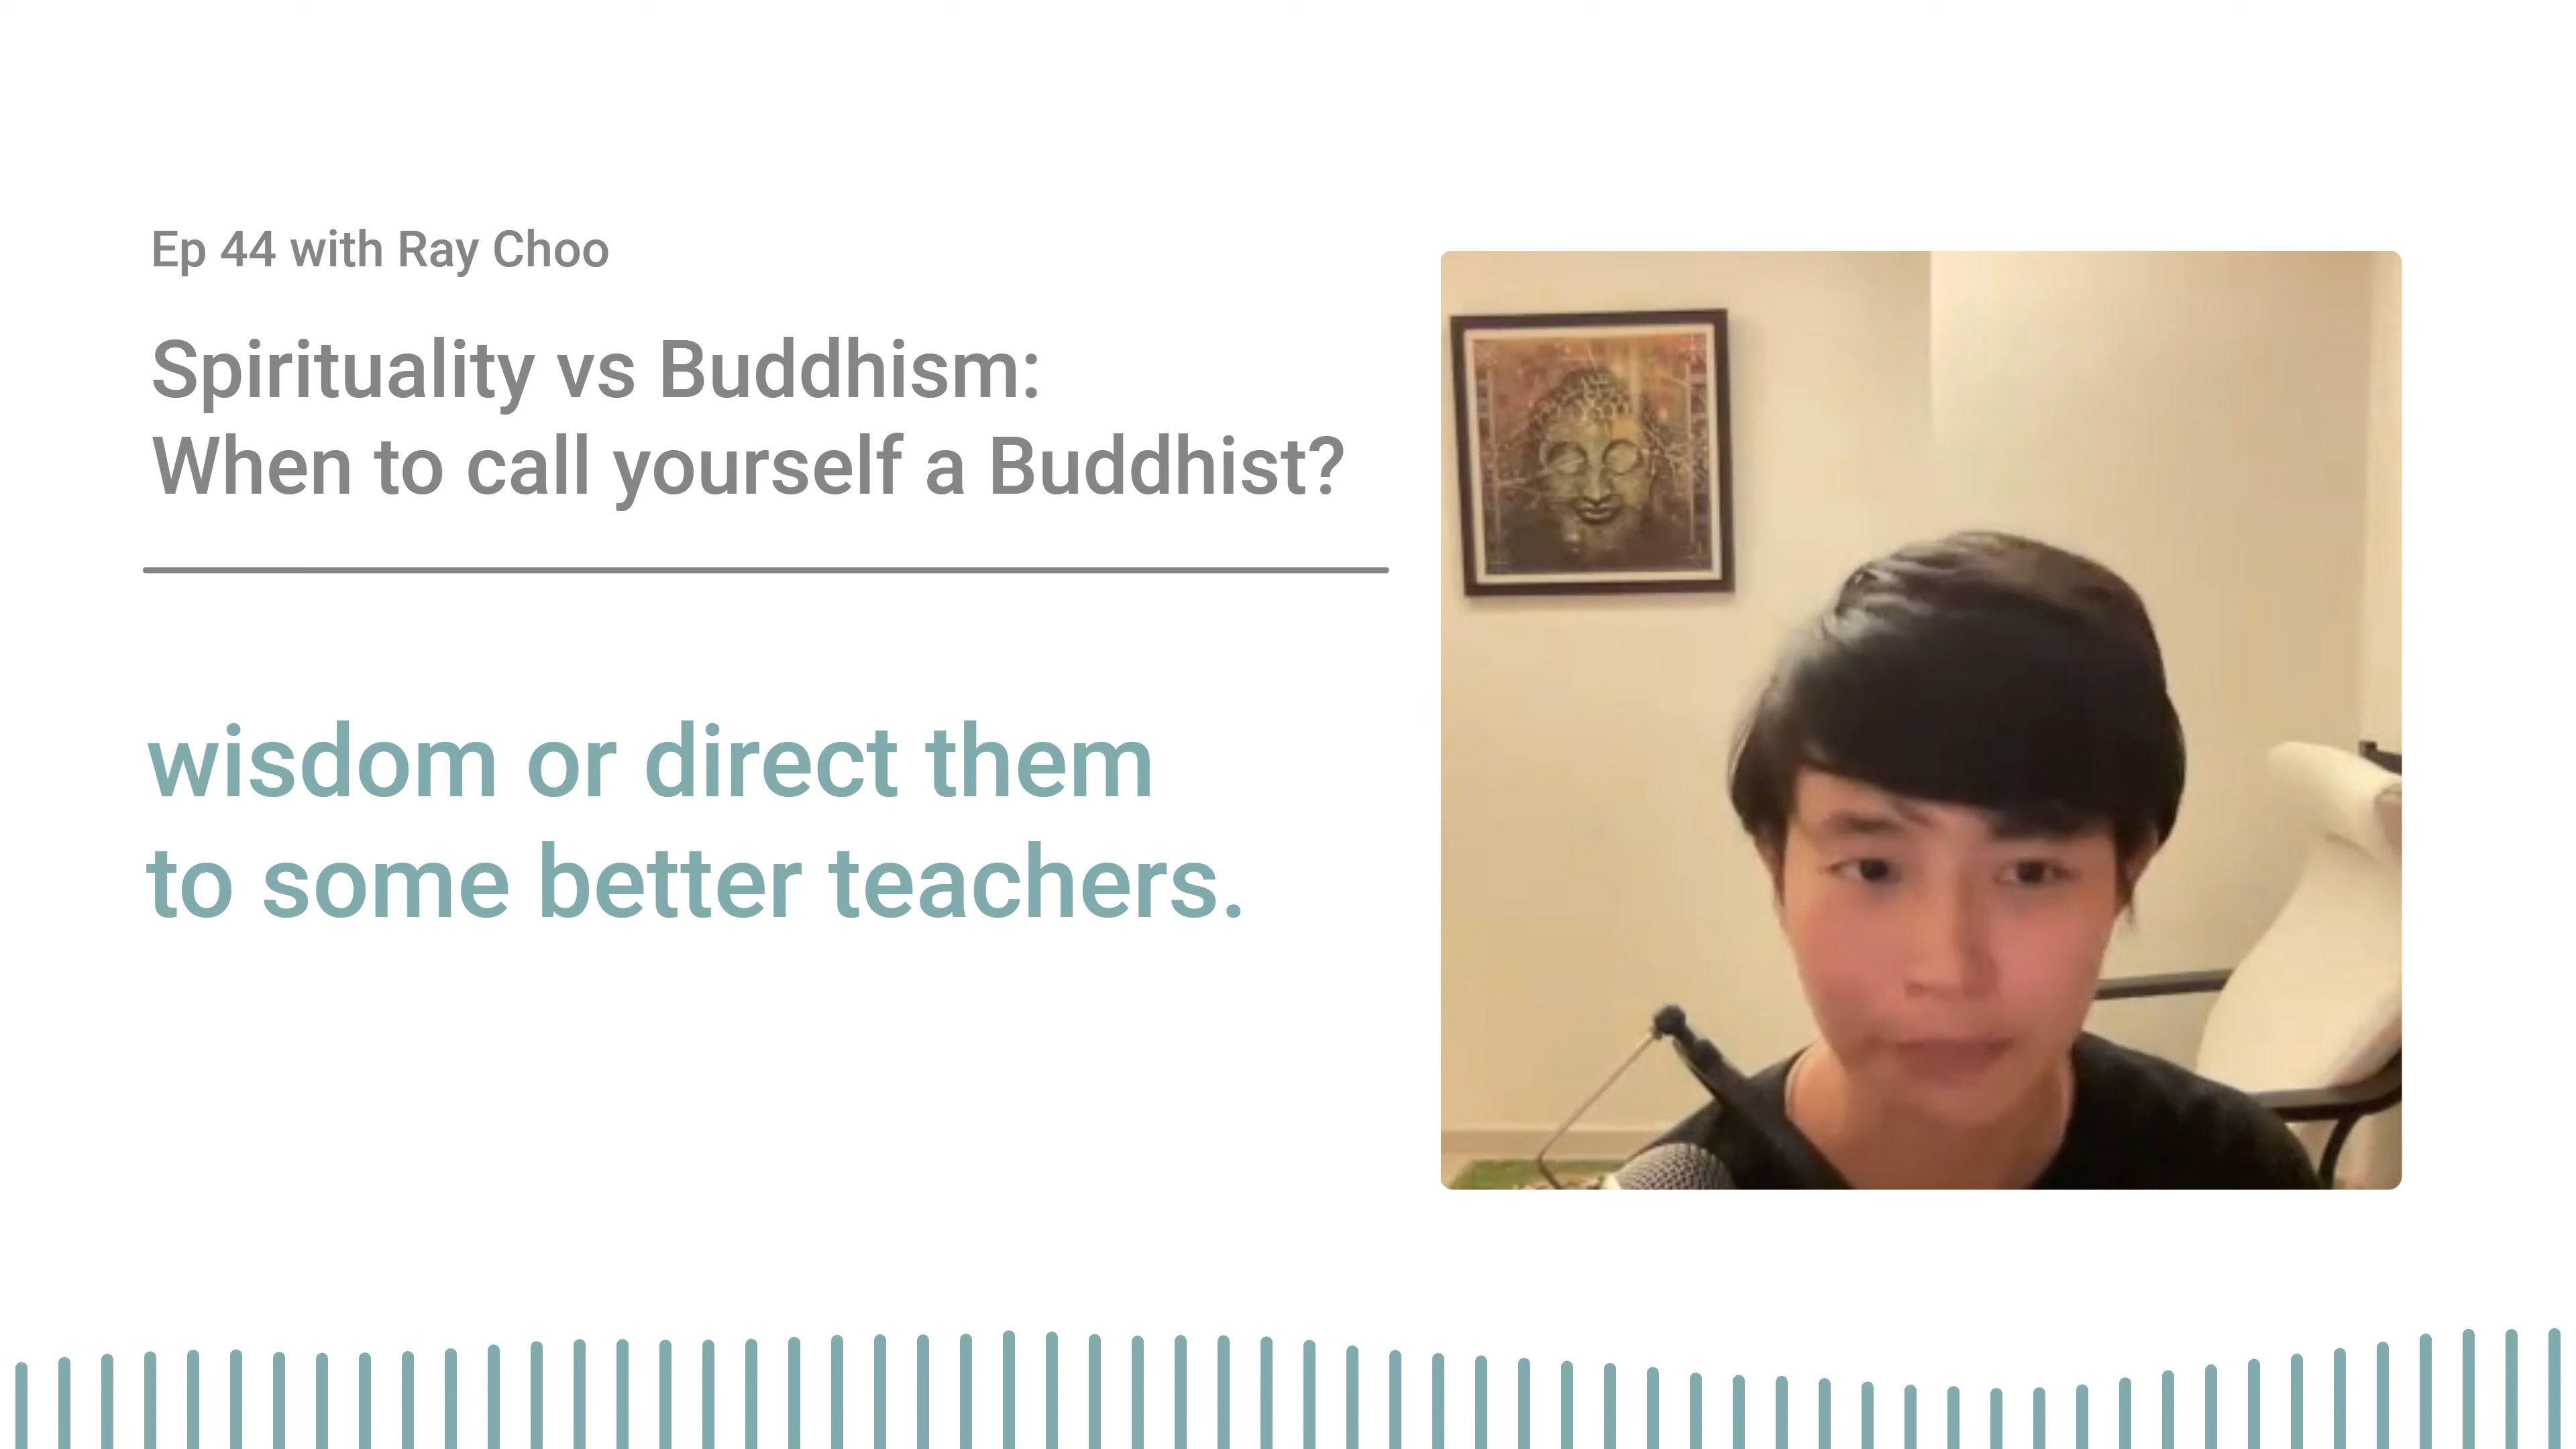 Ep 44 with Ray Choo
Spirituality vs Buddhism:
When to call yourself a Buddhist?
wisdom or direct them
to some better teachers.